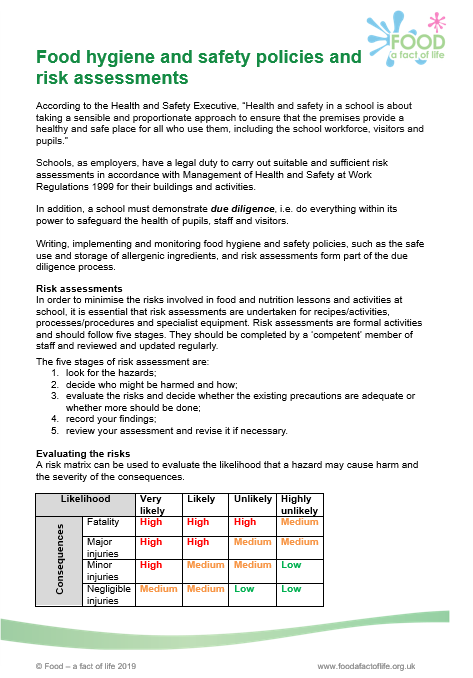 FOOD
a fact of life
Food hygiene and safety policies and
risk assessments
According to the Health and Safety Executive, “Health and safety in a school is about
taking a sensible and proportionate approach to ensure that the premises provide a
healthy and safe place for all who use them, including the school workforce, visitors and
pupils.”
Schools, as employers, have a legal duty to carry out suitable and sufficient risk
assessments in accordance with Management of Health and Safety at Work
Regulations 1999 for their buildings and activities.
In addition, a school must demonstrate due diligence, i.e. do everything within its
power to safeguard the health of pupils, staff and visitors.
Writing, implementing and monitoring food hygiene and safety policies, such as the safe
use and storage of allergenic ingredients, and risk assessments form part of the due
diligence process.
Risk assessments
In order to minimise the risks involved in food and nutrition lessons and activities at
school, it is essential that risk assessments are undertaken for recipes/activities,
processes/procedures and specialist equipment. Risk assessments are formal activities
and should follow five stages. They should be completed by a ‘competent’ member of
staff and reviewed and updated regularly.
The five stages of risk assessment are:
1. look for the hazards;
2. decide who might be harmed and how;
3. evaluate the risks and decide whether the existing precautions are adequate or
whether more should be done;
4. record your findings;
5. review your assessment and revise it if necessary.
Evaluating the risks
A risk matrix can be used to evaluate the likelihood that a hazard may cause harm and
the severity of the consequences.
Likelihood Very likely Likely Unlikely Highly unlikely
Consequences
Fatality High High High Medium
Major injuries High High Medium Medium
Minor injuries High Medium Medium Low
Negligible injuries Medium Medium Low Low
© Food – a fact of life 2019 www.foodafactoflife.org.uk